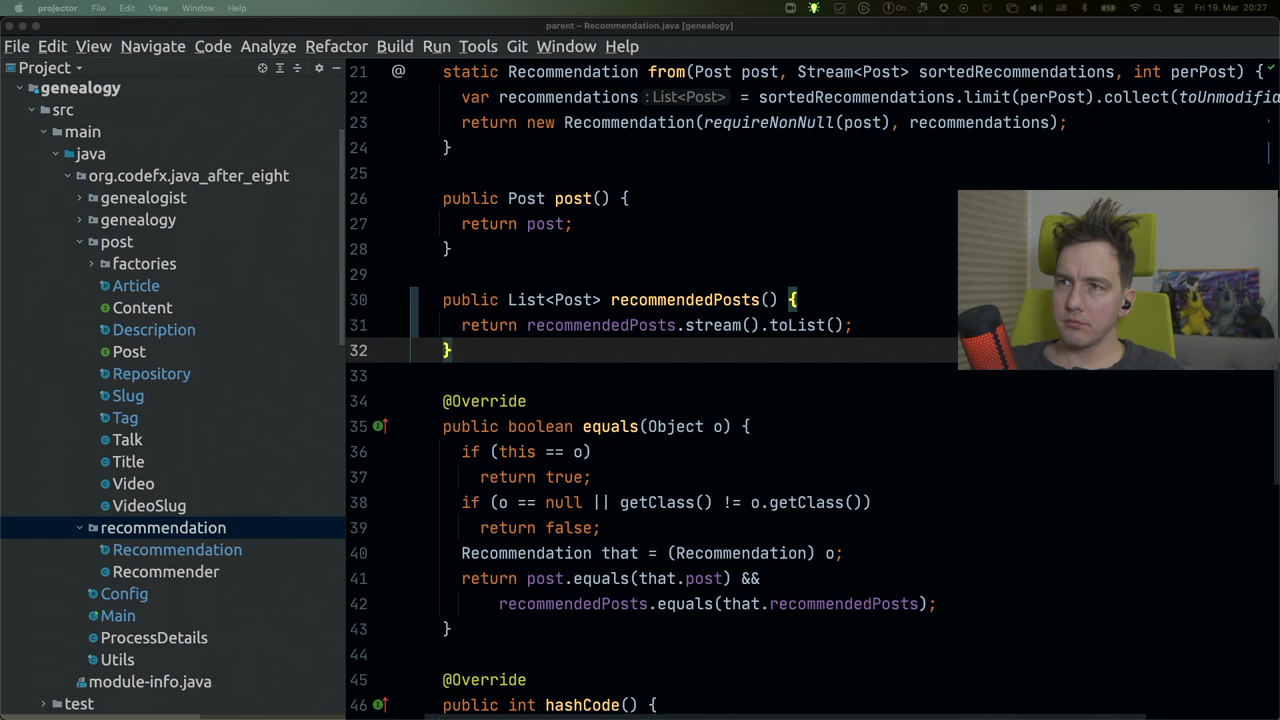 projector File Edit View Window Help On Fri 19. Mar 20:27
parent – Recommendation.java [genealogy]
File Edit View Navigate Code Analyze Refactor Build Run Tools Git Window Help
Project
genealogy
src
main
java
org.codefx.java_after_eight
genealogist
genealogy
post
factories
Article
Content
Description
Post
Repository
Slug
Tag
Talk
Title
Video
VideoSlug
recommendation
Recommendation
Recommender
Config
Main
ProcessDetails
Utils
module-info.java
test
21 @ static Recommendation from(Post post, Stream<Post> sortedRecommendations, int perPost) {
22 var recommendations : List<Post> = sortedRecommendations.limit(perPost).collect(toUnmodifia
23 return new Recommendation(requireNonNull(post), recommendations);
24 }
25
26 public Post post() {
27 return post;
28 }
29
30 public List<Post> recommendedPosts() {
31 return recommendedPosts.stream().toList();
32 }
33
34 @Override
35 public boolean equals(Object o) {
36 if (this == o)
37 return true;
38 if (o == null || getClass() != o.getClass())
39 return false;
40 Recommendation that = (Recommendation) o;
41 return post.equals(that.post) &&
42 recommendedPosts.equals(that.recommendedPosts);
43 }
44
45 @Override
46 public int hashCode() {